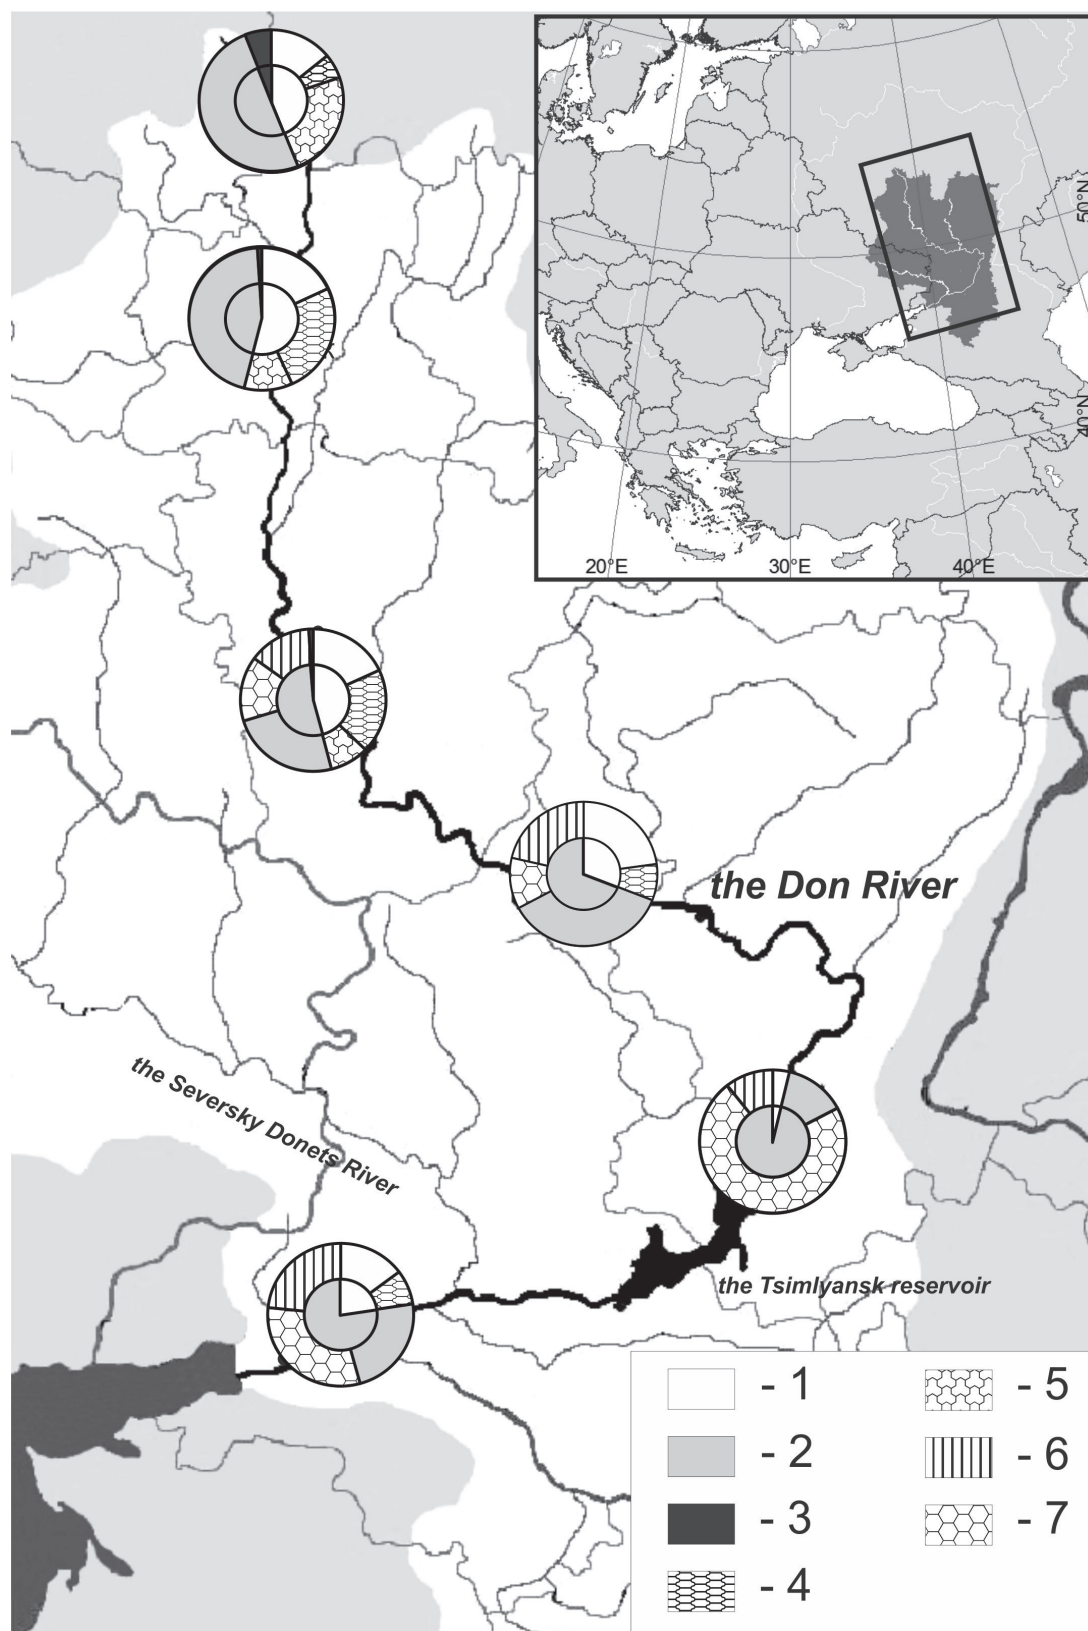 50°N
40°N
20°E
30°E
40°E
the Don River
the Seversky Donets River
the Tsimlyansk reservoir
- 1
- 2
- 3
- 4
- 5
- 6
- 7